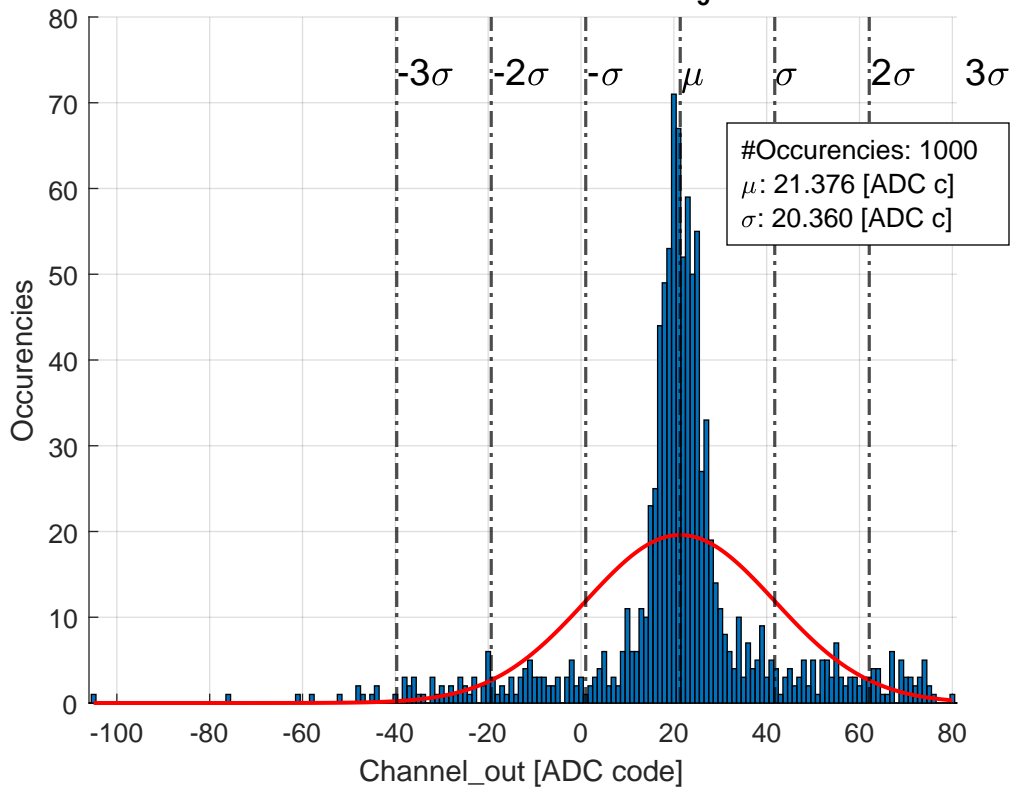 80
-3σ -2σ -σ μ σ 2σ 3σ
70
#Occurencies: 1000
μ: 21.376 [ADC c]
σ: 20.360 [ADC c]
60
50
40
30
20
10
0
Occurencies
-100 -80 -60 -40 -20 0 20 40 60 80
Channel_out [ADC code]